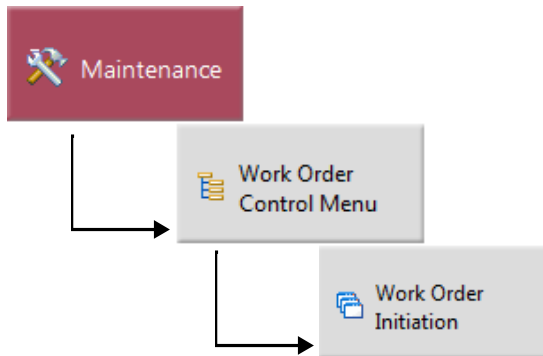 Maintenance
Work Order
Control Menu
Work Order
Initiation